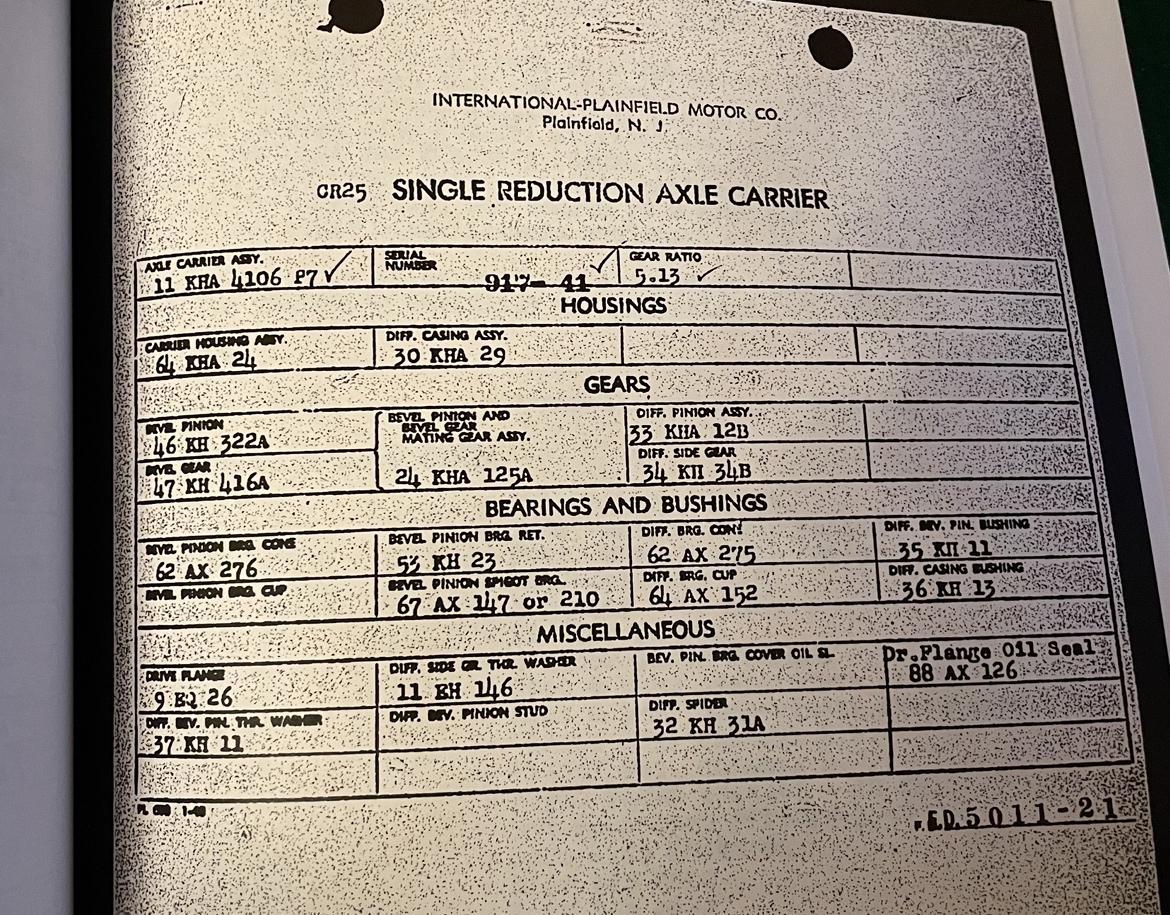 INTERNATIONAL-PLAINFIELD MOTOR CO.
Plainfield, N. J.
CR25 SINGLE REDUCTION AXLE CARRIER
AXLE CARRIER ASSY.
11 KHA 4106 P7
SERIAL NUMBER
917- 41
GEAR RATIO
5.13
HOUSINGS
CARRIER HOUSING ASSY.
64 KHA 24
DIFF. CASING ASSY.
30 KHA 29
GEARS
BEVEL PINION
46 KH 322A
BEVEL GEAR
47 KH 416A
BEVEL PINION AND
BEVEL GEAR
MATING GEAR ASSY.
24 KHA 125A
DIFF. PINION ASSY.
33 KHA 12B
DIFF. SIDE GEAR
34 KH 34B
BEARINGS AND BUSHINGS
BEVEL PINION BRG. CONE
62 AX 276
BEVEL PINION BRG. CUP
BEVEL PINION BRG. RET.
53 KH 23
BEVEL PINION SPIGOT BRG.
67 AX 147 or 210
DIFF. BRG. CONE
62 AX 275
DIFF. BRG. CUP
64 AX 152
DIFF. BEV. PIN. BUSHING
35 KH 11
DIFF. CASING BUSHING
36 KH 13
MISCELLANEOUS
DRIVE FLANGE
9 26
DIFF. BEV. PIN. THR. WASHER
37 KH 11
DIFF. SIDE GR. THR. WASHER
11 KH 146
DIFF. BEV. PINION STUD
BEV. PIN. BRG. COVER OIL SL.
DIFF. SPIDER
32 KH 31A
Dr.Flange Oil Seal
88 AX 126
E.D. 5011-21